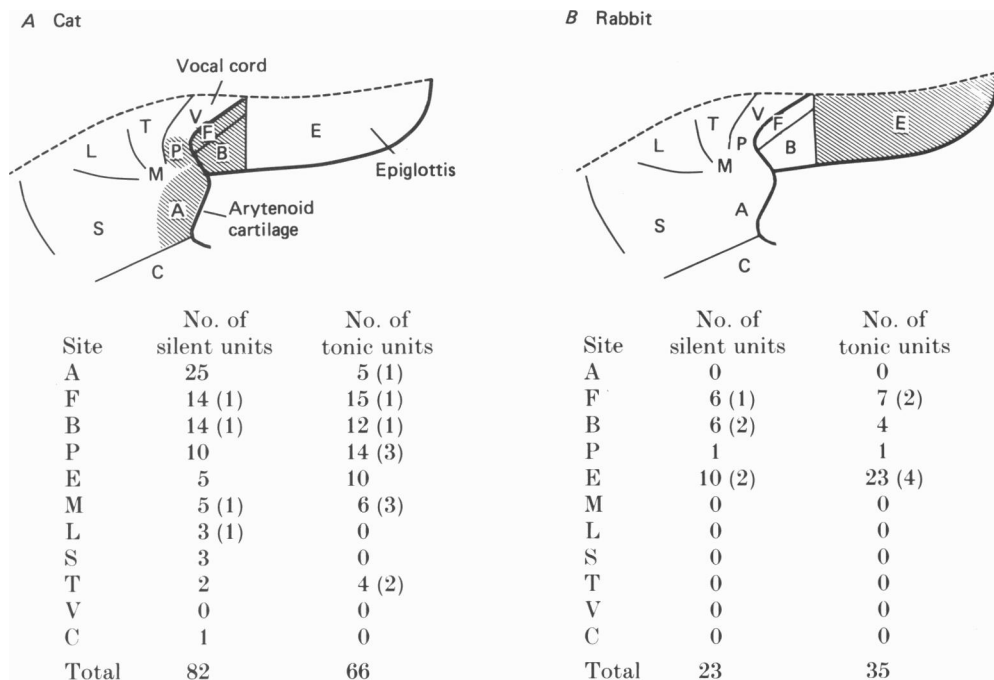 A Cat
Vocal cord
T
V
F
E
L
P
B
M
Epiglottis
A
Arytenoid
cartilage
S
C
No. of No. of
Site silent units tonic units
A 25 5 (1)
F 14 (1) 15 (1)
B 14 (1) 12 (1)
P 10 14 (3)
E 5 10
M 5 (1) 6 (3)
L 3 (1) 0
S 3 0
T 2 4 (2)
V 0 0
C 1 0
Total 82 66
B Rabbit
V
T
F
E
L
P
B
M
A
S
C
No. of No. of
Site silent units tonic units
A 0 0
F 6 (1) 7 (2)
B 6 (2) 4
P 1 1
E 10 (2) 23 (4)
M 0 0
L 0 0
S 0 0
T 0 0
V 0 0
C 0 0
Total 23 35